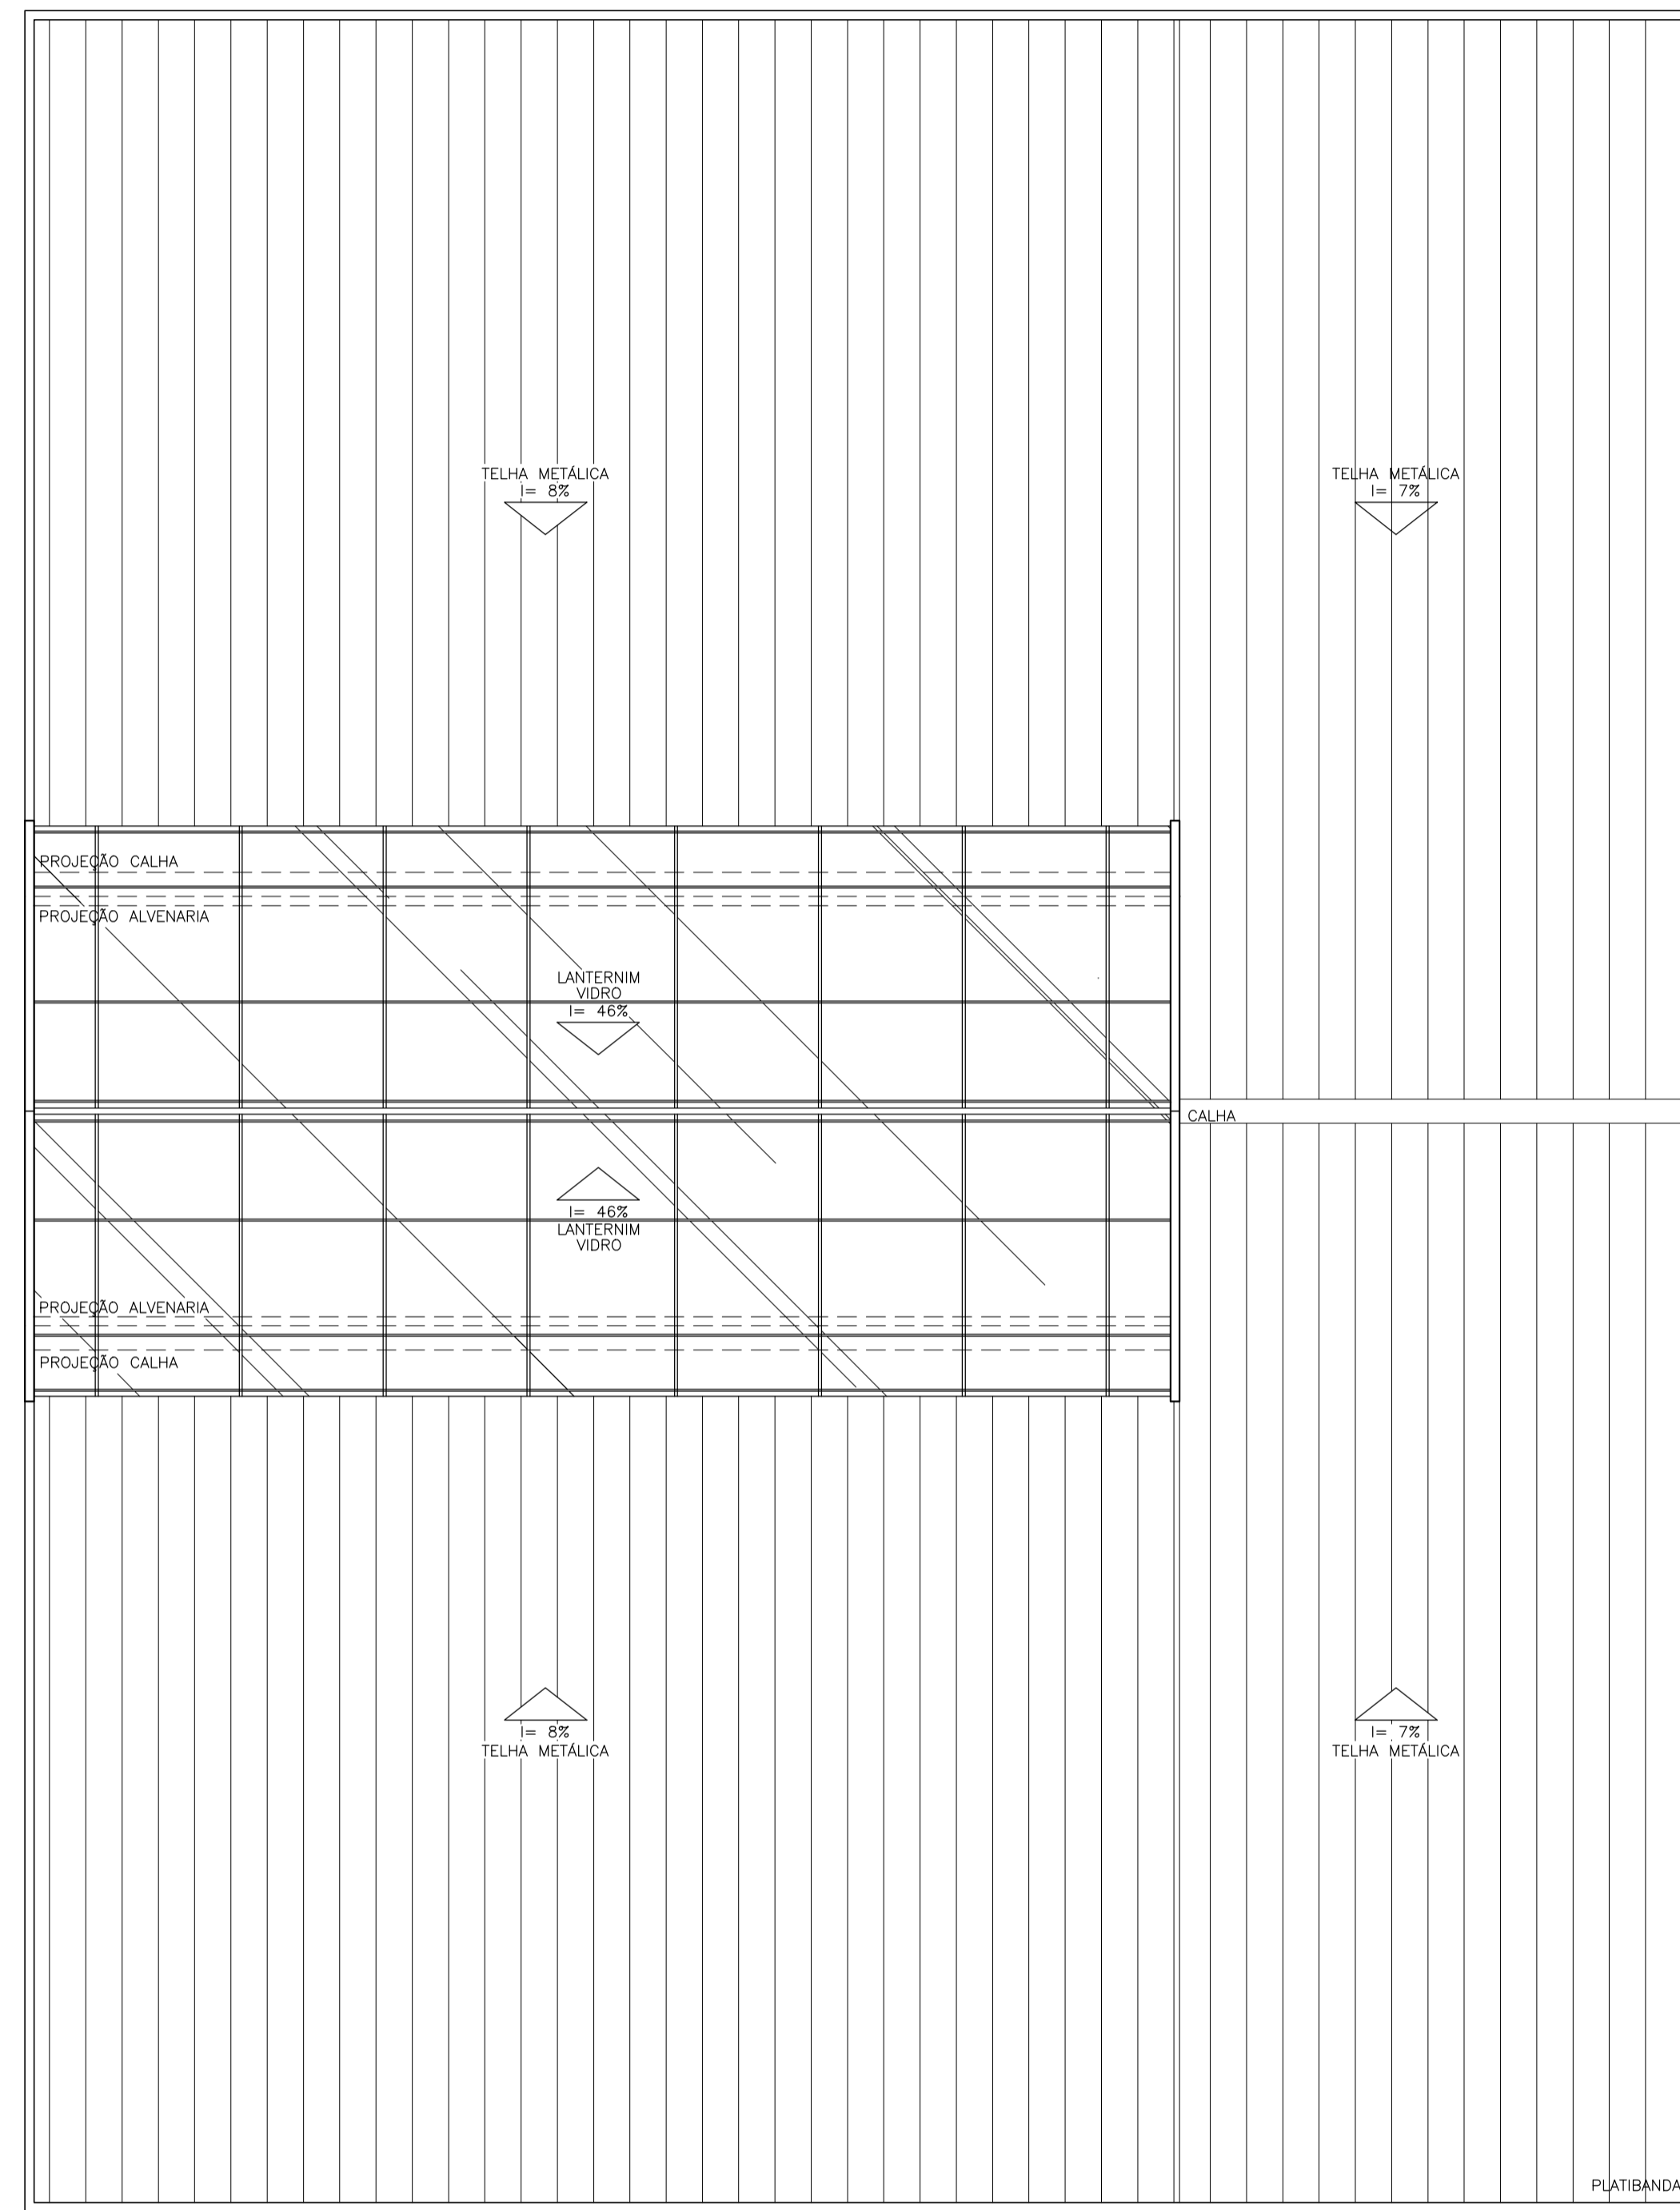 TELHA METÁLICA
I= 8%
TELHA METÁLICA
I= 7%
PROJEÇÃO CALHA
PROJEÇÃO ALVENARIA
LANTERNIM
VIDRO
I= 46%
CALHA
I= 46%
LANTERNIM
VIDRO
PROJEÇÃO ALVENARIA
PROJEÇÃO CALHA
I= 8%
TELHA METÁLICA
I= 7%
TELHA METÁLICA
PLATIBANDA